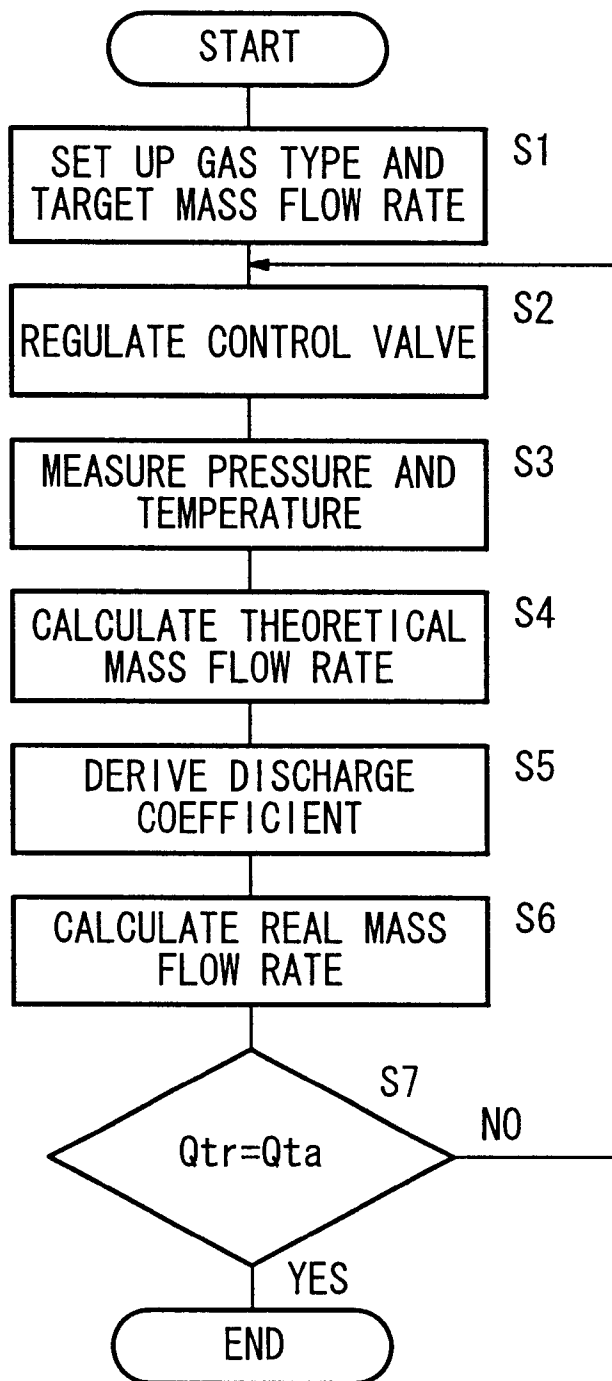 START
SET UP GAS TYPE AND
TARGET MASS FLOW RATE
S1
REGULATE CONTROL VALVE
S2
MEASURE PRESSURE AND
TEMPERATURE
S3
CALCULATE THEORETICAL
MASS FLOW RATE
S4
DERIVE DISCHARGE
COEFFICIENT
S5
CALCULATE REAL MASS
FLOW RATE
S6
S7
Qtr=Qta
NO
YES
END